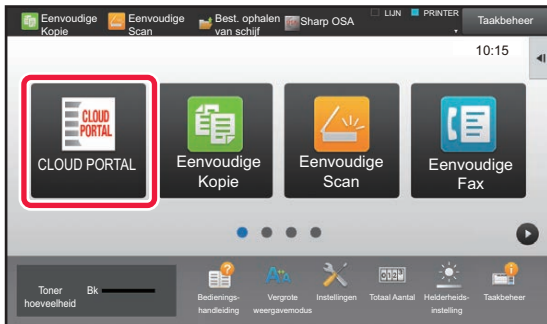 Eenvoudige
Kopie
Eenvoudige
Scan
Best. ophalen
van schijf
Sharp OSA
LIJN
PRINTER
Taakbeheer
10:15
CLOUD
PORTAL
CLOUD PORTAL
Eenvoudige
Kopie
Eenvoudige
Scan
Eenvoudige
Fax
Toner
hoeveelheid
Bk
Bedienings-
handleiding
Vergrote
weergavemodus
Instellingen
Totaal Aantal
Helderheids-
instelling
Taakbeheer